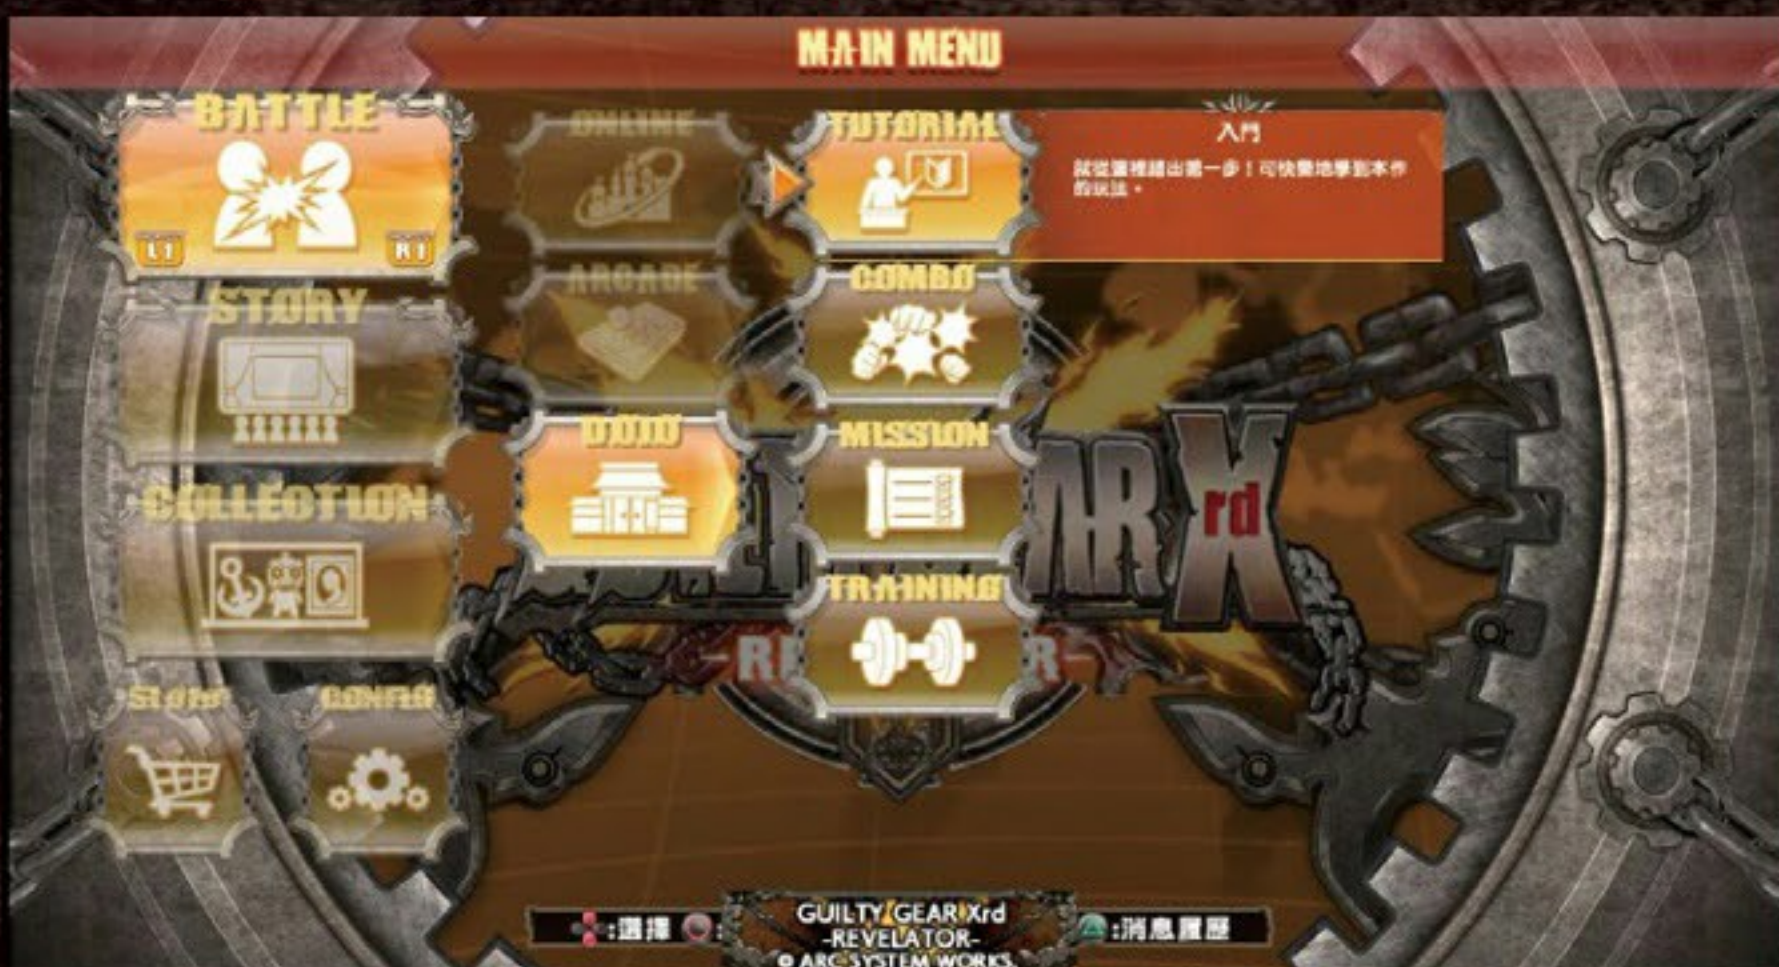 MAIN MENU
BATTLE
L1
R1
STORY
COLLECTION
CONFIG
ONLINE
ARCADE
DOJO
TUTORIAL
COMBO
MISSION
TRAINING
入門
就從這裡踏出第一步！可快樂地學到本作
的玩法。
Xrd
:選擇
:
GUILTY GEAR Xrd
-REVELATOR-
© ARC SYSTEM WORKS
:消息履歷